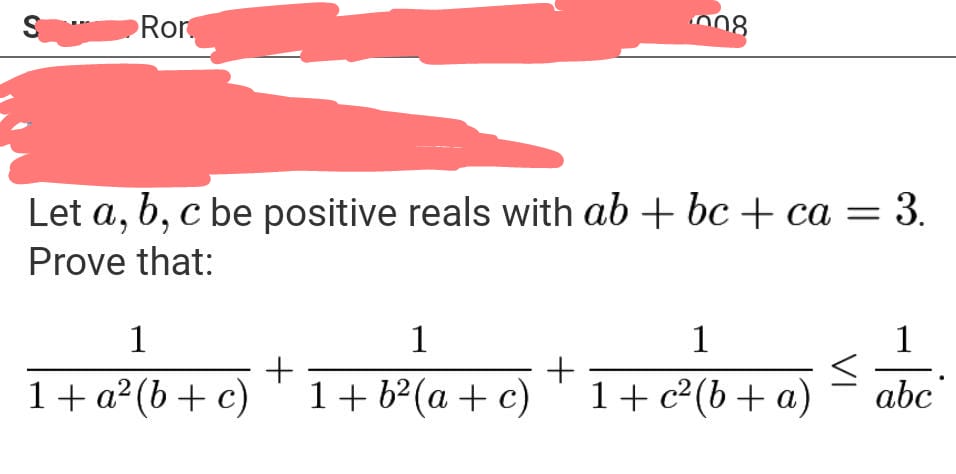 Let a, b, c be positive reals with ab + bc + ca = 3.
Prove that:
1/(1 + a²(b + c)) + 1/(1 + b²(a + c)) + 1/(1 + c²(b + a)) ≤ 1/abc.